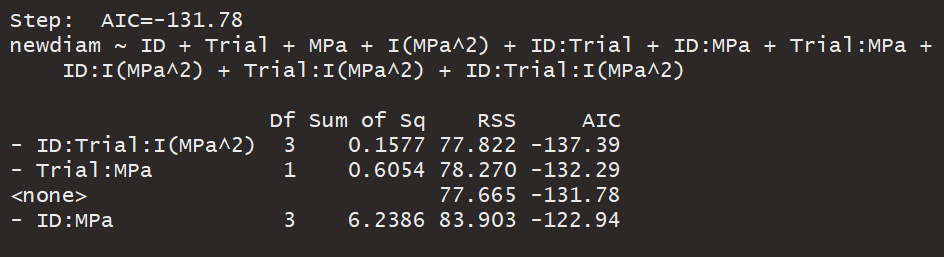 Step:  AIC=-131.78
newdiam ~ ID + Trial + MPa + I(MPa^2) + ID:Trial + ID:MPa + Trial:MPa +
    ID:I(MPa^2) + Trial:I(MPa^2) + ID:Trial:I(MPa^2)
                     Df Sum of Sq    RSS     AIC
- ID:Trial:I(MPa^2)  3    0.1577 77.822 -137.39
- Trial:MPa          1    0.6054 78.270 -132.29
<none>                           77.665 -131.78
- ID:MPa             3    6.2386 83.903 -122.94